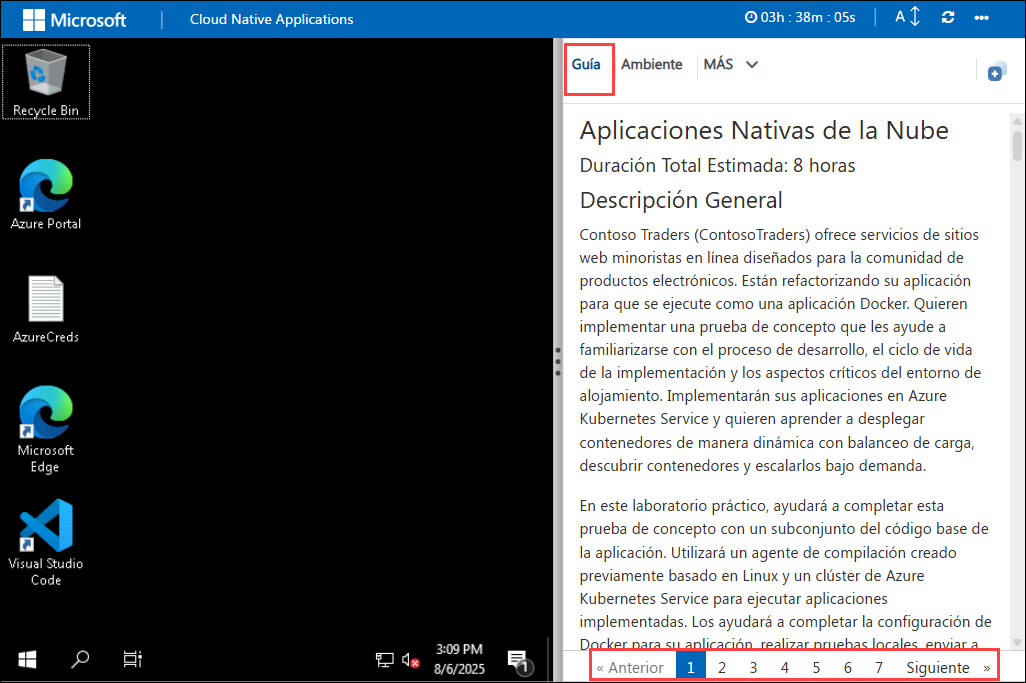 Microsoft
Cloud Native Applications
03h : 38m : 05s
A
Recycle Bin
Azure Portal
AzureCreds
Microsoft
Edge
Visual Studio
Code
3:09 PM
8/6/2025
1
Guía
Ambiente
MÁS
Aplicaciones Nativas de la Nube
Duración Total Estimada: 8 horas
Descripción General
Contoso Traders (ContosoTraders) ofrece servicios de sitios
web minoristas en línea diseñados para la comunidad de
productos electrónicos. Están refactorizando su aplicación
para que se ejecute como una aplicación Docker. Quieren
implementar una prueba de concepto que les ayude a
familiarizarse con el proceso de desarrollo, el ciclo de vida
de la implementación y los aspectos críticos del entorno de
alojamiento. Implementarán sus aplicaciones en Azure
Kubernetes Service y quieren aprender a desplegar
contenedores de manera dinámica con balanceo de carga,
descubrir contenedores y escalarlos bajo demanda.
En este laboratorio práctico, ayudará a completar esta
prueba de concepto con un subconjunto del código base de
la aplicación. Utilizará un agente de compilación creado
previamente basado en Linux y un clúster de Azure
Kubernetes Service para ejecutar aplicaciones
implementadas. Los ayudará a completar la configuración de
Docker para su aplicación, realizar pruebas locales, enviar a
« Anterior 1 2 3 4 5 6 7 Siguiente »